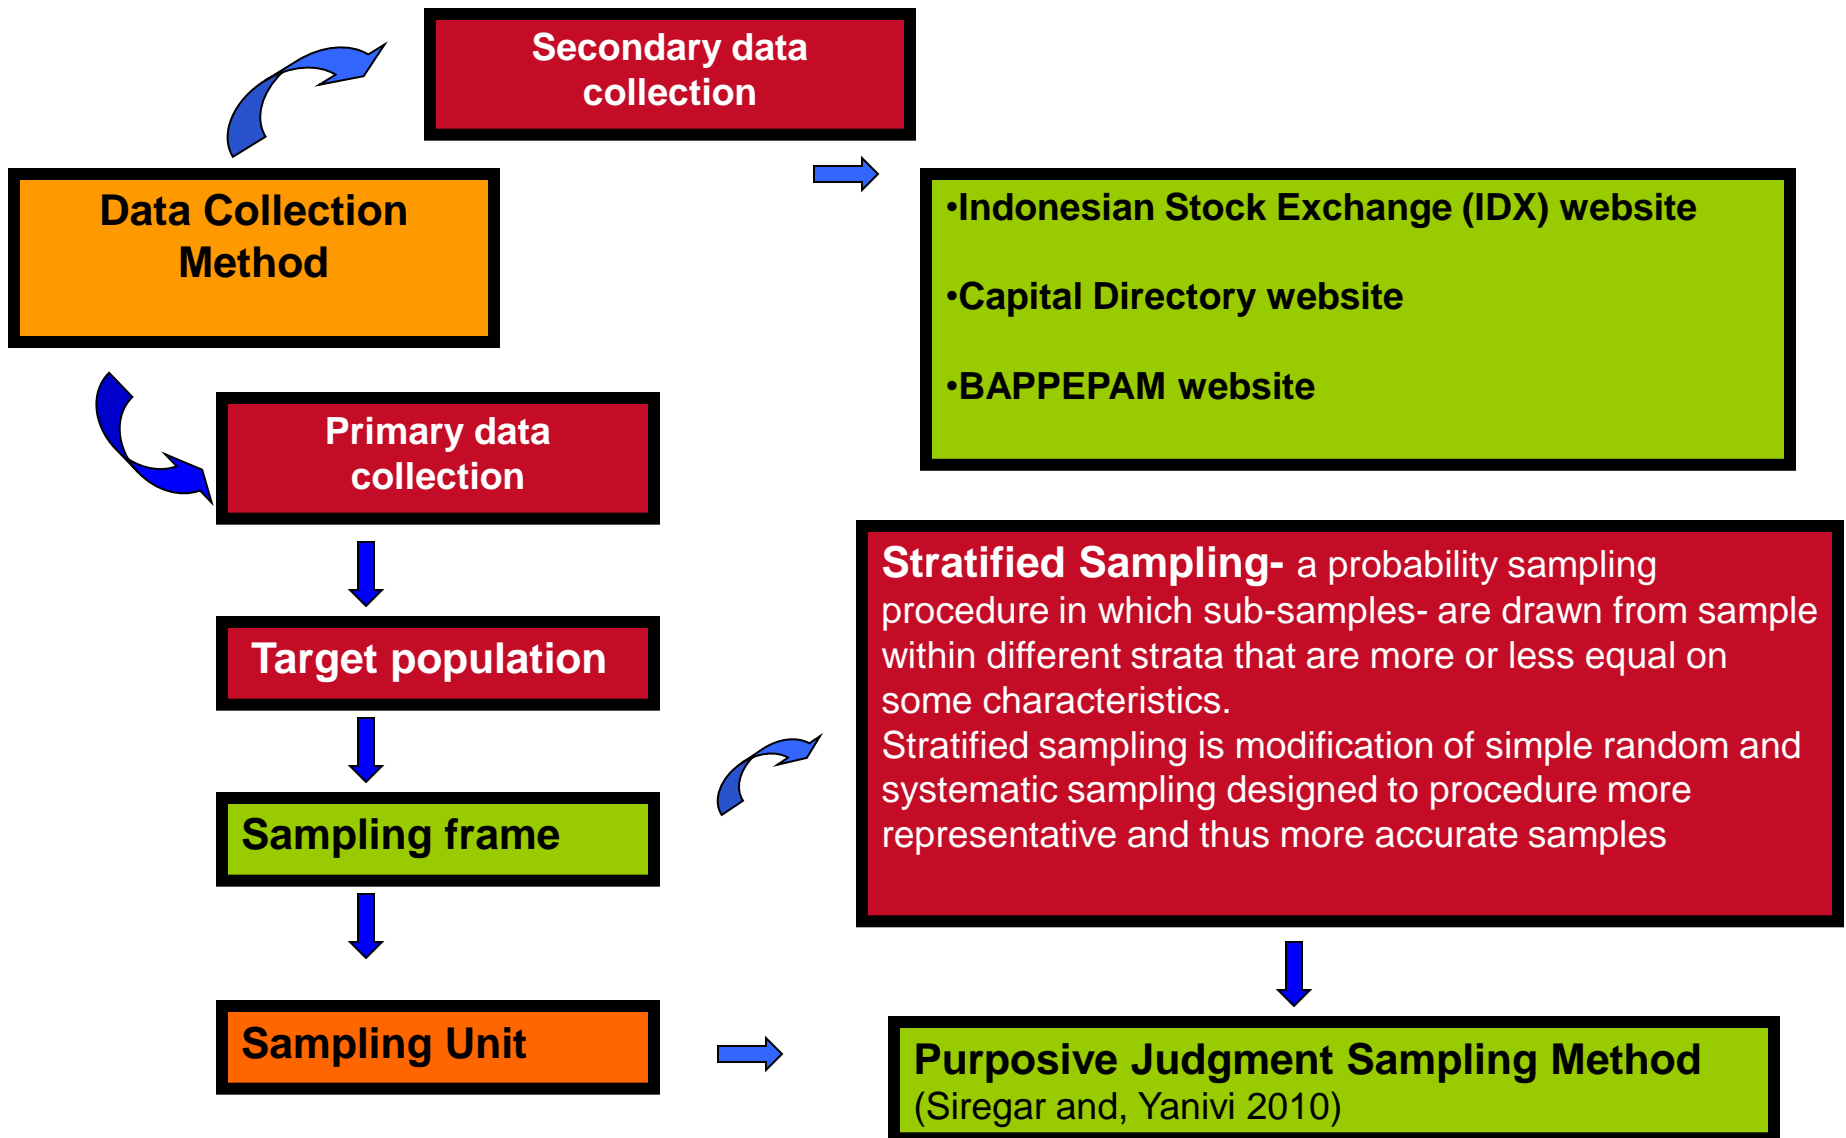 Secondary data
collection
Data Collection
Method
•Indonesian Stock Exchange (IDX) website
•Capital Directory website
•BAPPEPAM website
Primary data
collection
Target population
Sampling frame
Stratified Sampling- a probability sampling
procedure in which sub-samples- are drawn from sample
within different strata that are more or less equal on
some characteristics.
Stratified sampling is modification of simple random and
systematic sampling designed to procedure more
representative and thus more accurate samples
Sampling Unit
Purposive Judgment Sampling Method
(Siregar and, Yanivi 2010)